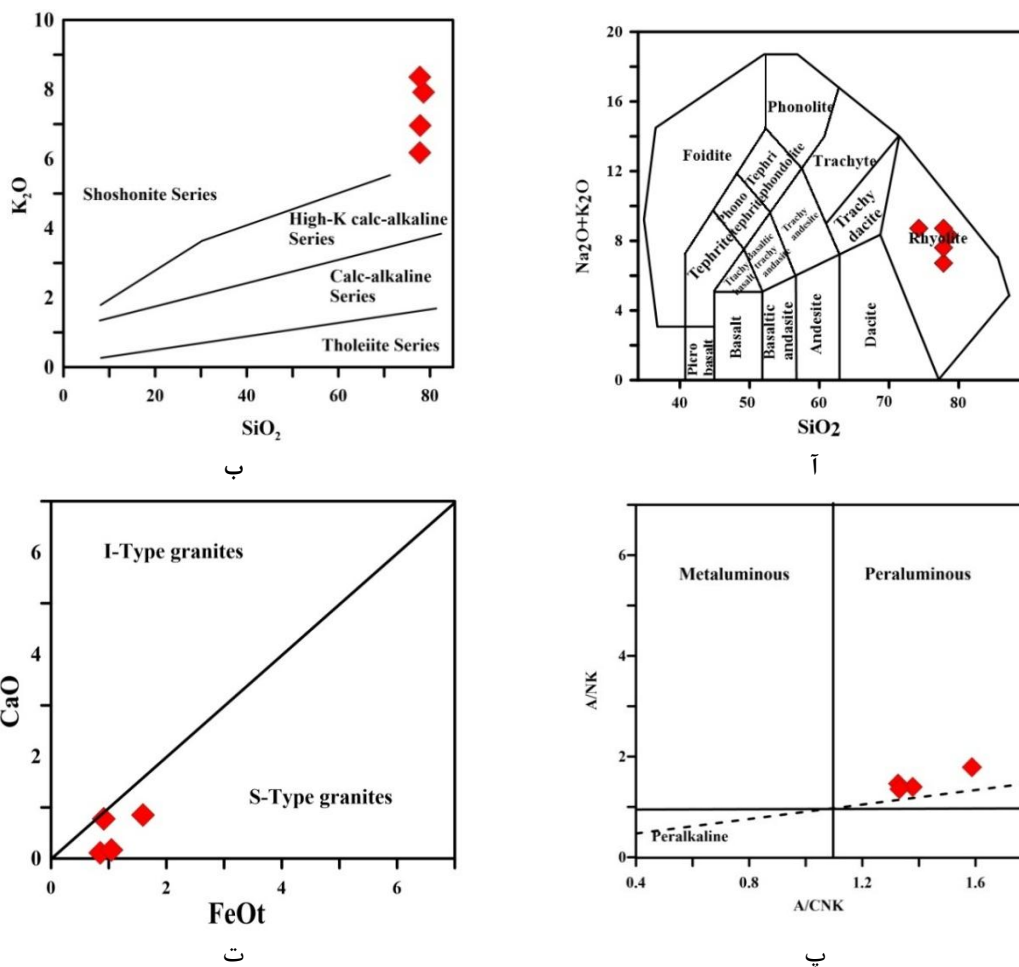 10
8
6
4
2
0
K₂O
Shoshonite Series
High-K calc-alkaline
Series
Calc-alkaline
Series
Tholeiite Series
0 20 40 60 80
SiO₂
ب
20
16
12
8
4
0
Na₂O+K₂O
Phonolite
Foidite
Tephri
phondolite
Trachyte
Phono
tephrite
Tephrite
Trachy
andesite
Trachy
dacite
Basaltic
trachy
andasite
Trachy
basalt
Rhyolite
Picro
basalt
Basalt
Basaltic
andasite
Andesite
Dacite
40 50 60 70 80
SiO2
آ
6
4
2
0
CaO
I-Type granites
S-Type granites
0 2 4 6
FeOt
ت
6
4
2
0
A/NK
Metaluminous
Peraluminous
Peralkaline
0.4 0.8 1.2 1.6
A/CNK
پ